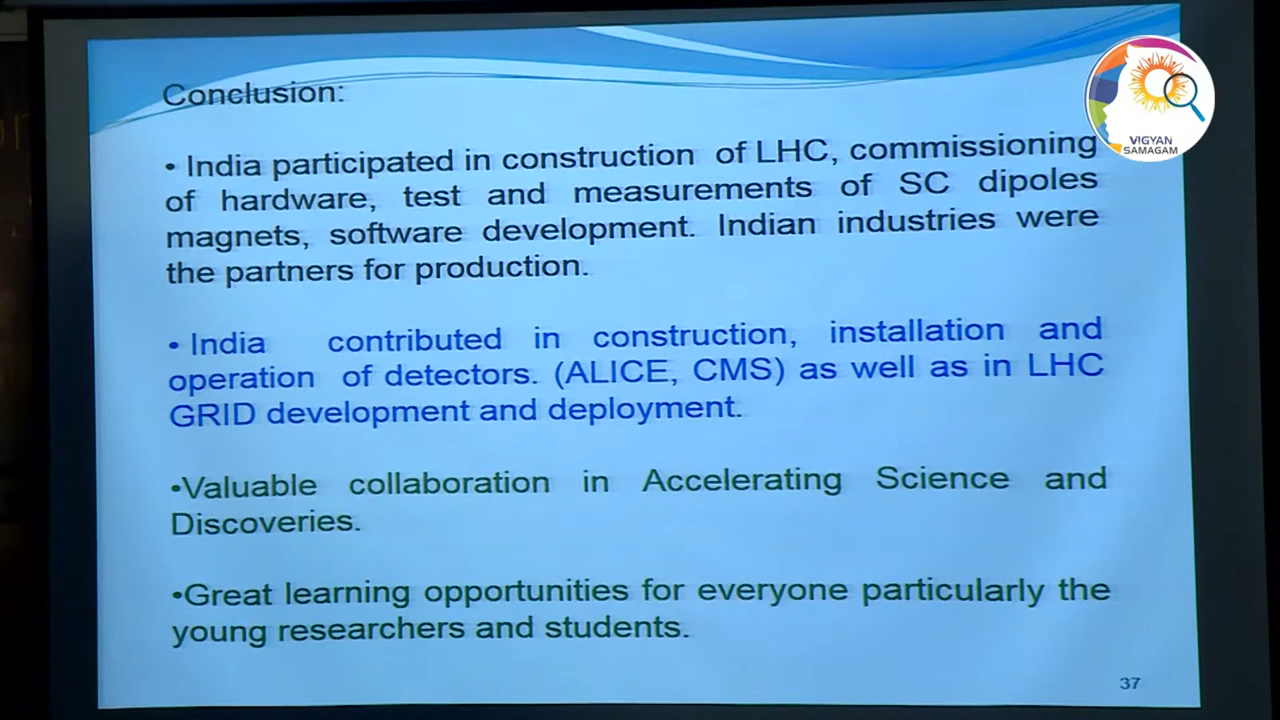 Conclusion:
• India participated in construction of LHC, commissioning
of hardware, test and measurements of SC dipoles
magnets, software development. Indian industries were
the partners for production.
• India contributed in construction, installation and
operation of detectors. (ALICE, CMS) as well as in LHC
GRID development and deployment.
•Valuable collaboration in Accelerating Science and
Discoveries.
•Great learning opportunities for everyone particularly the
young researchers and students.
37
VIGYAN
SAMAGAM